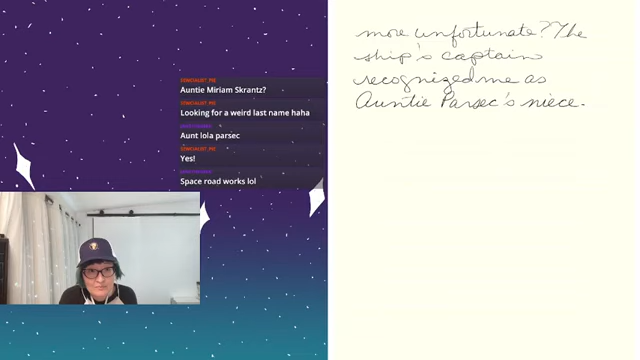 Auntie Miriam Skrantz?
Looking for a weird last name haha
Aunt lola parsec
Yes!
Space road works lol
more unfortunate? The
ship's captain
recognized me as
Auntie Parsec's niece.